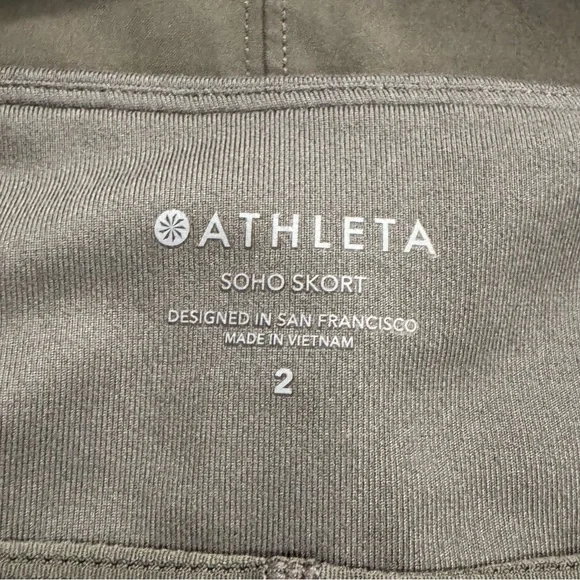 ATHLETA
SOHO SKORT
DESIGNED IN SAN FRANCISCO
MADE IN VIETNAM
2